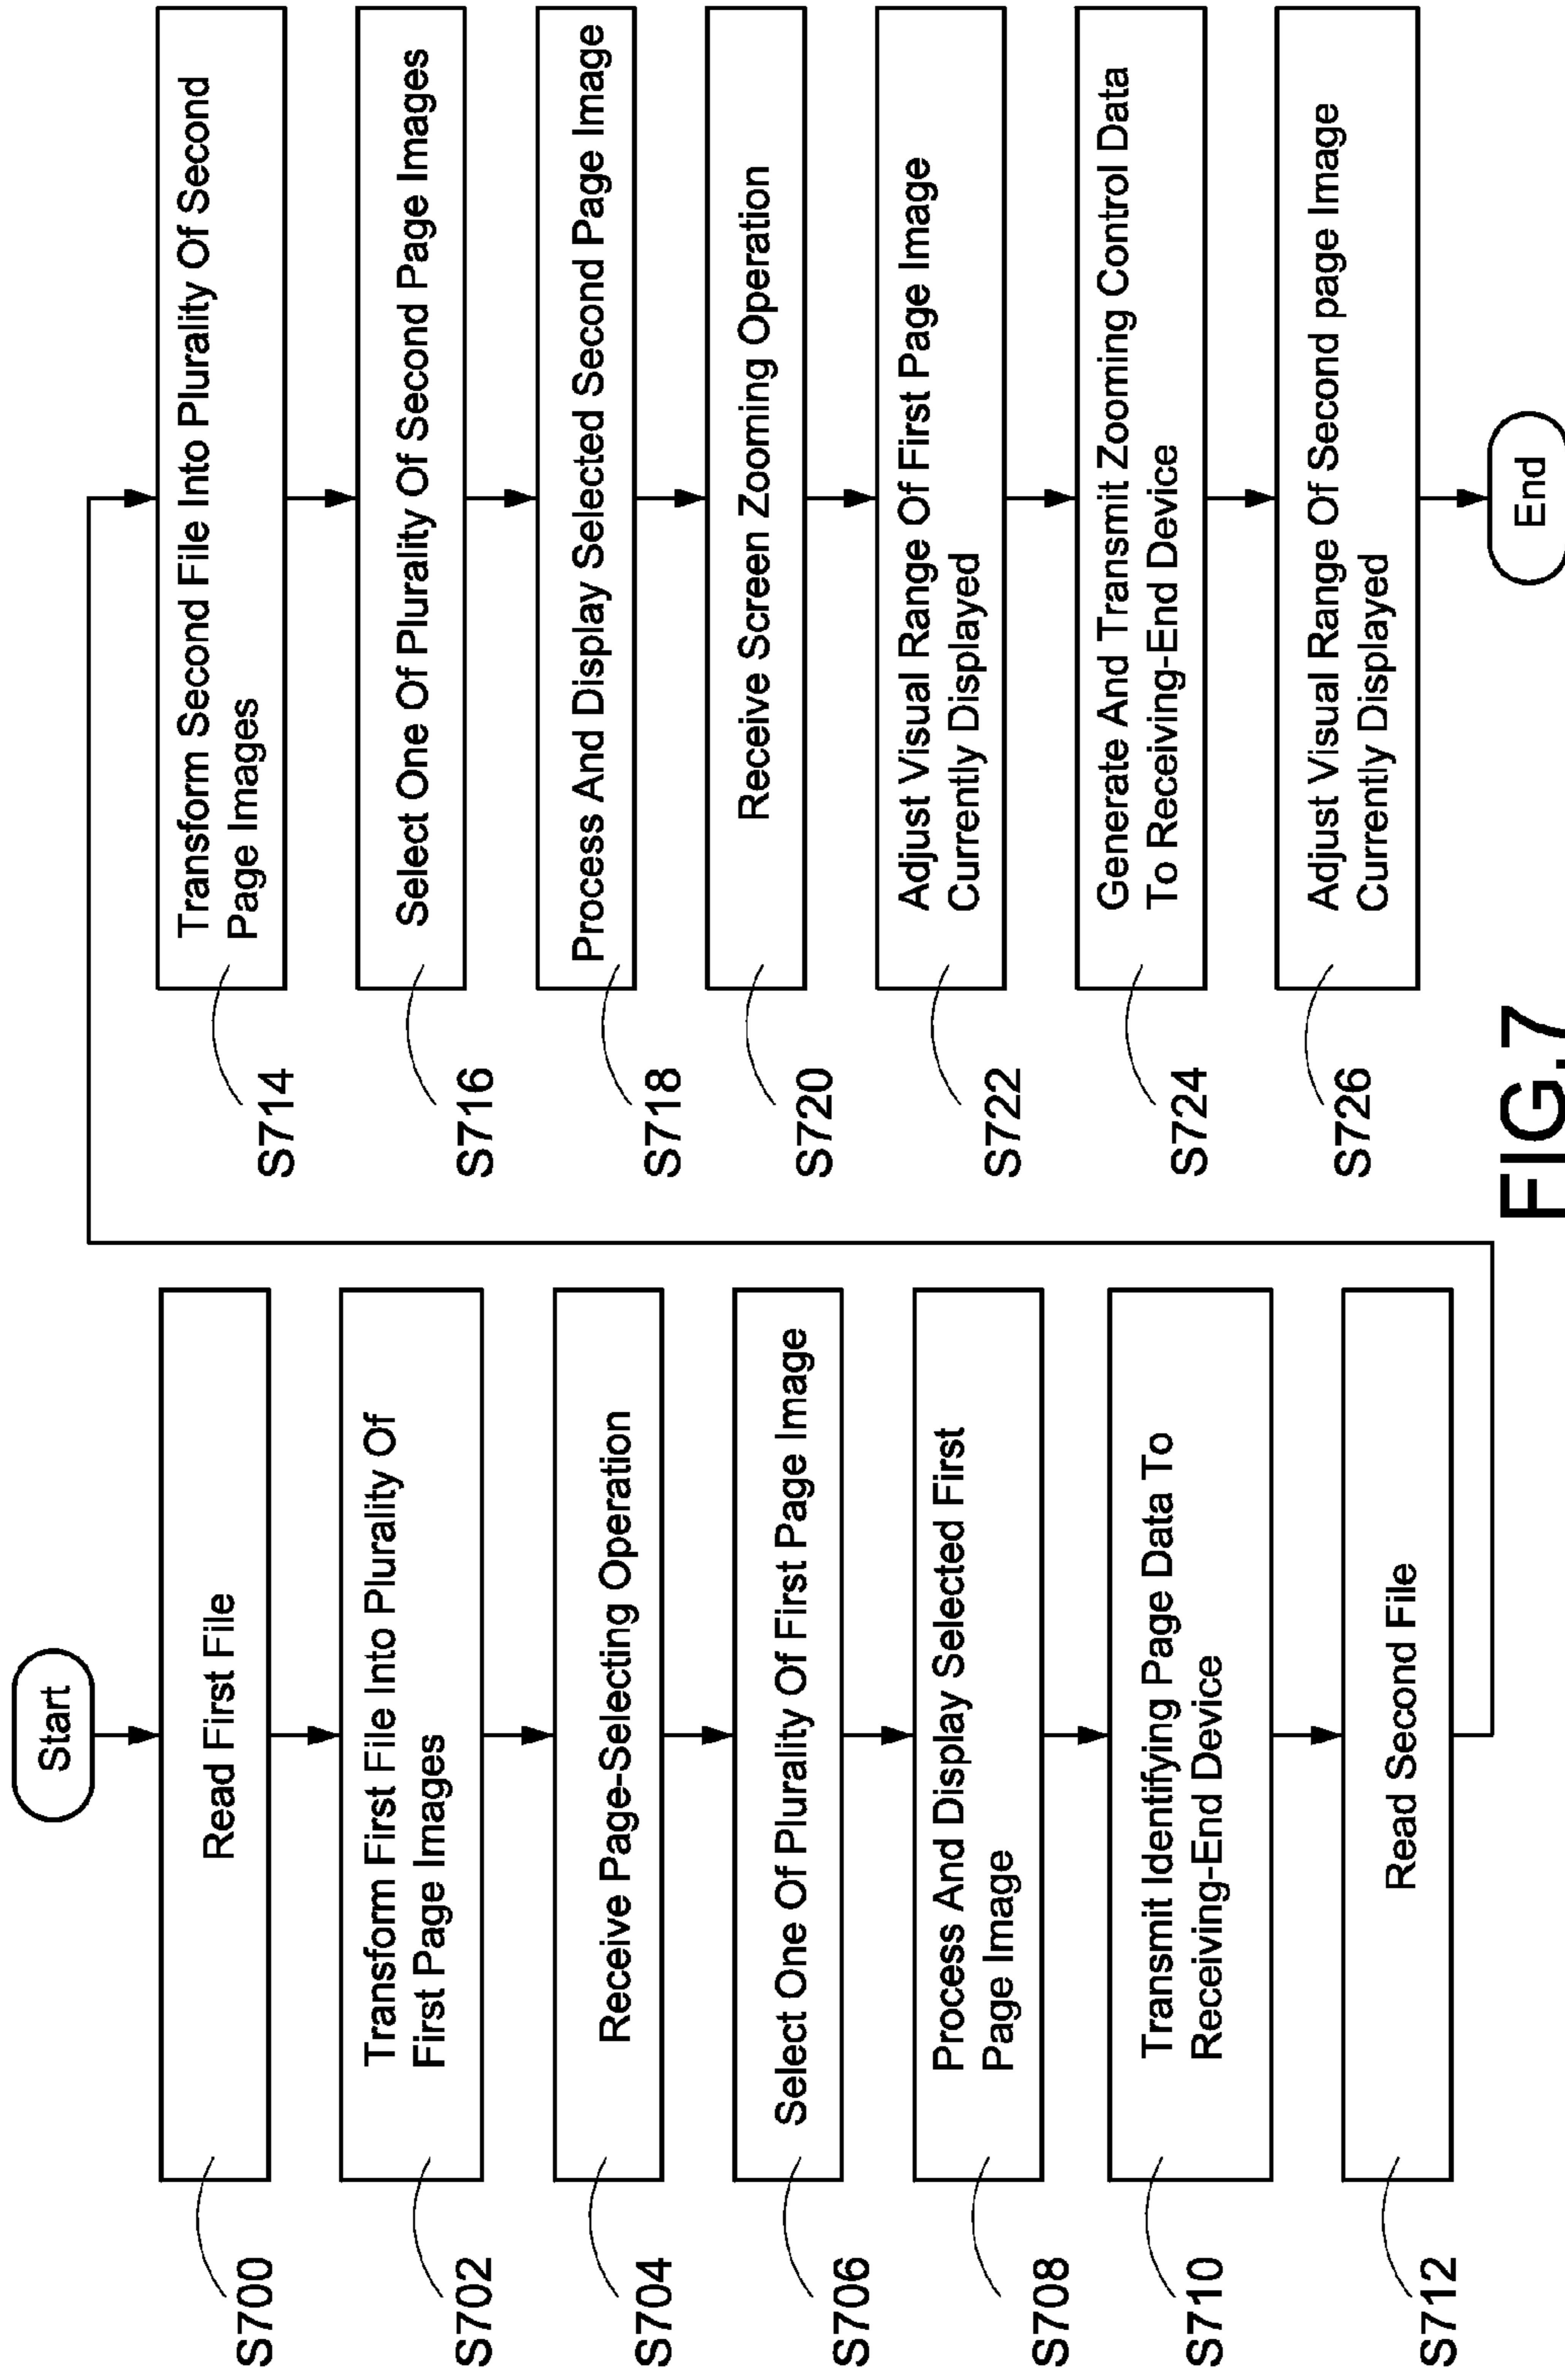 Start
S700
Read First File
S702
Transform First File Into Plurality Of
First Page Images
S704
Receive Page-Selecting Operation
S706
Select One Of Plurality Of First Page Image
S708
Process And Display Selected First
Page Image
S710
Transmit Identifying Page Data To
Receiving-End Device
S712
Read Second File
S714
Transform Second File Into Plurality Of Second
Page Images
S716
Select One Of Plurality Of Second Page Images
S718
Process And Display Selected Second Page Image
S720
Receive Screen Zooming Operation
S722
Adjust Visual Range Of First Page Image
Currently Displayed
S724
Generate And Transmit Zooming Control Data
To Receiving-End Device
S726
Adjust Visual Range Of Second page Image
Currently Displayed
End
FIG.7